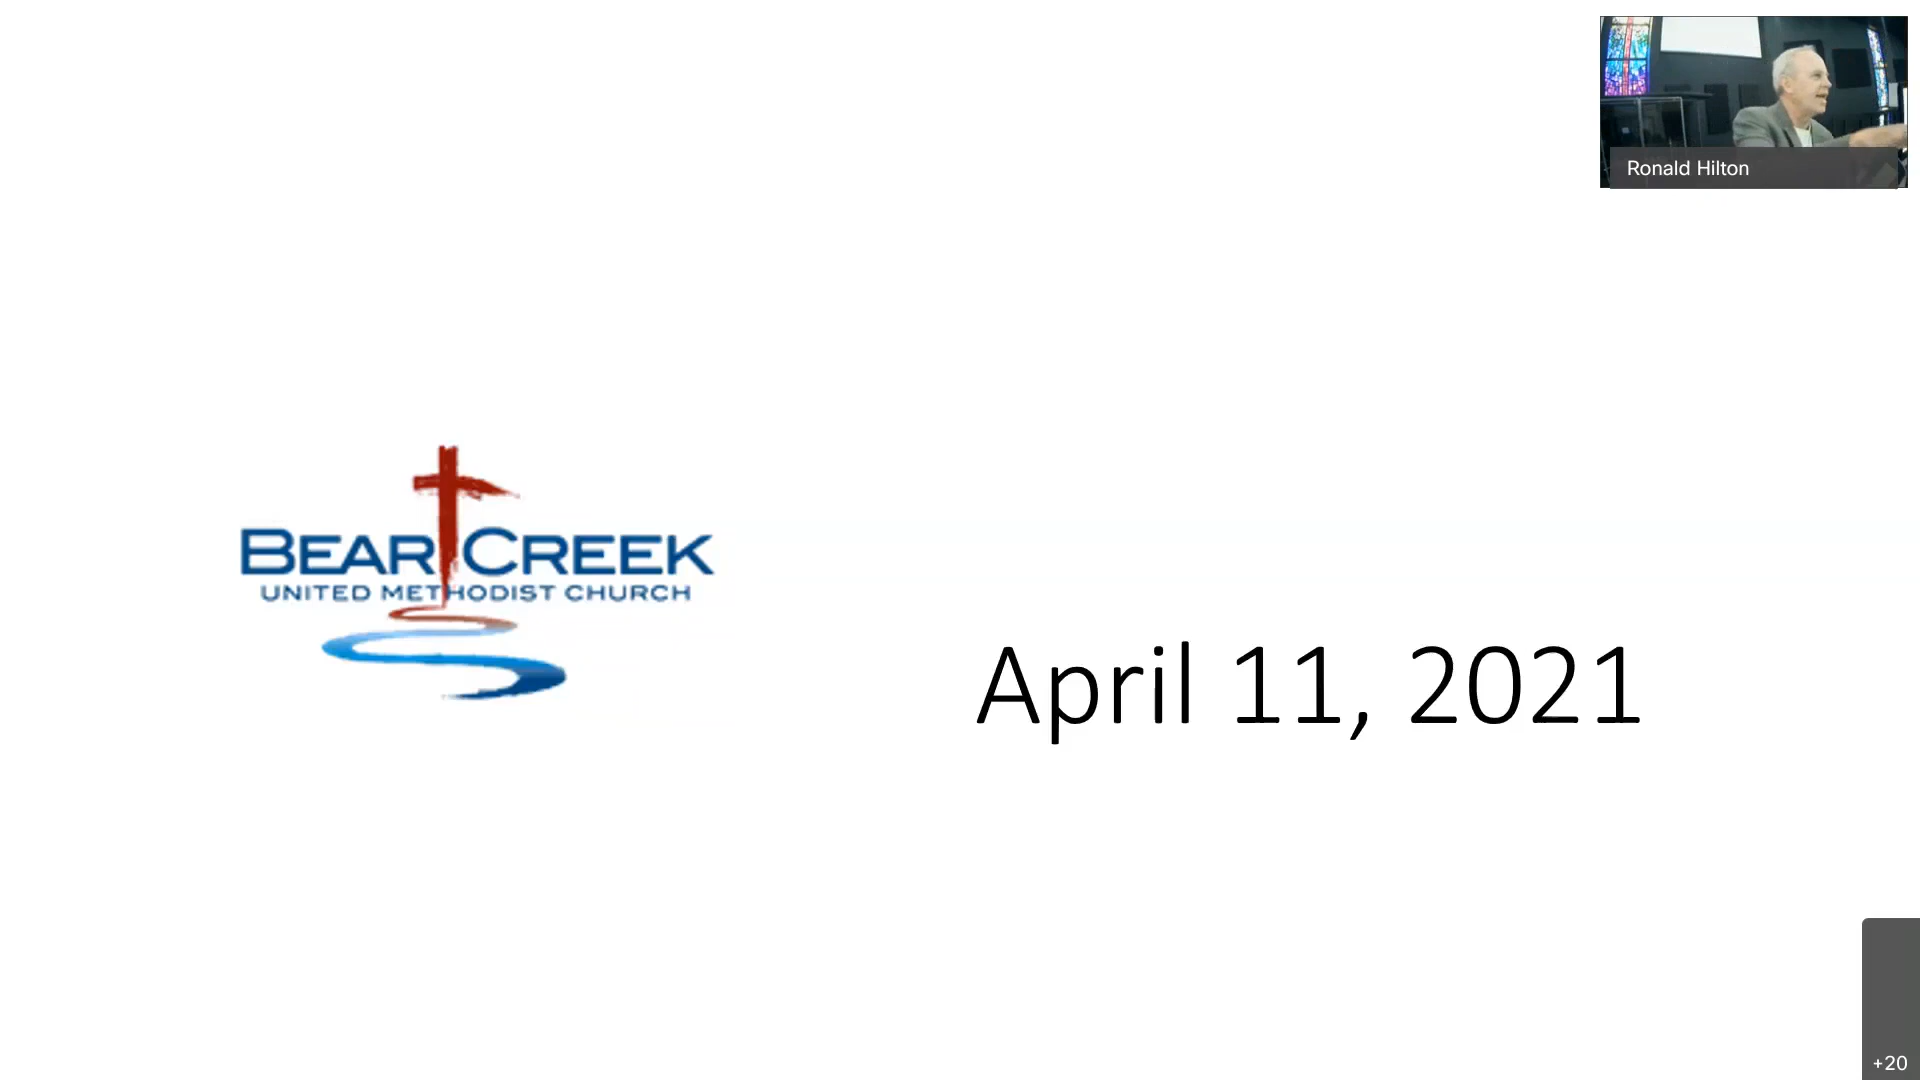 Ronald Hilton
BEAR CREEK
UNITED METHODIST CHURCH
April 11, 2021
+20